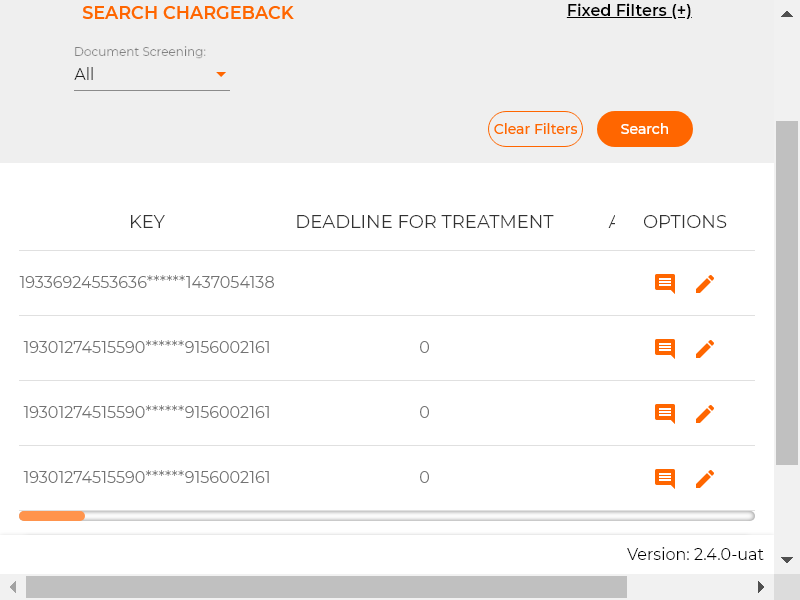 SEARCH CHARGEBACK
Fixed Filters (+)
Document Screening:
All
Clear Filters
Search
KEY DEADLINE FOR TREATMENT OPTIONS
19336924553636******1437054138
19301274515590******9156002161 0
19301274515590******9156002161 0
19301274515590******9156002161 0
Version: 2.4.0-uat